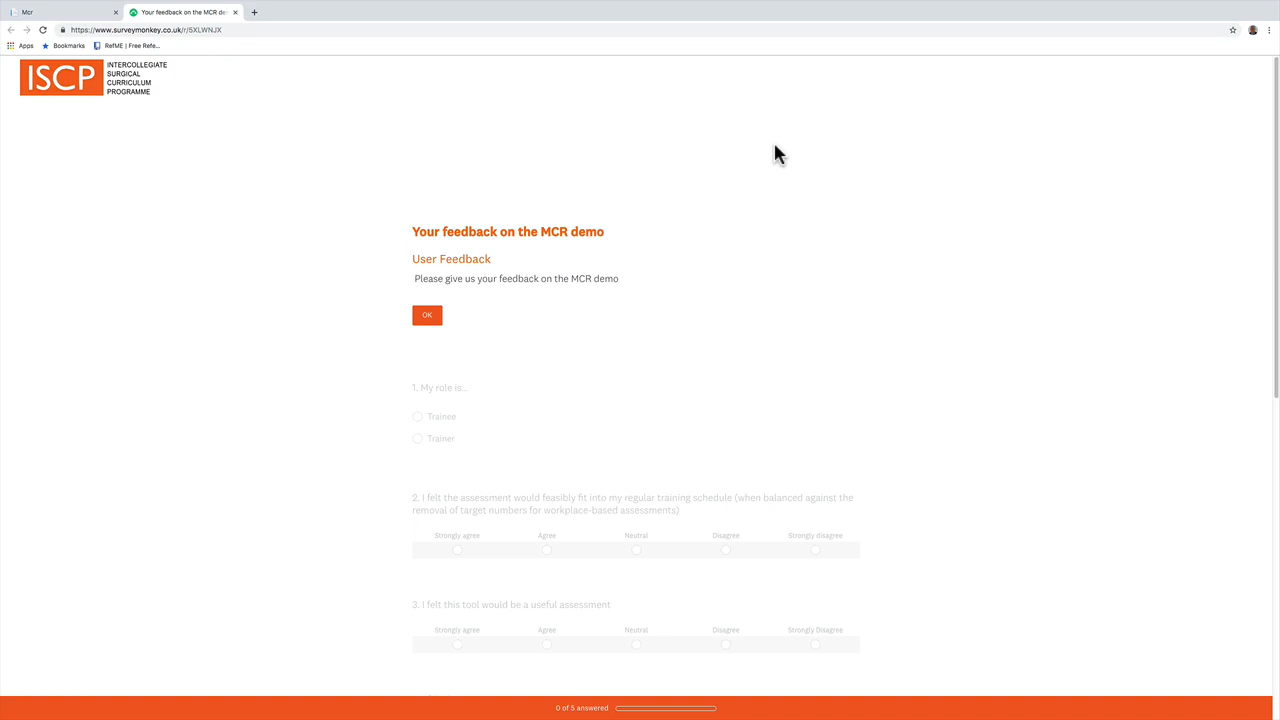 Mcr
Your feedback on the MCR de
https://www.surveymonkey.co.uk/r/5XLWNJX
Apps Bookmarks RefME | Free Refe...
ISCP
INTERCOLLEGIATE
SURGICAL
CURRICULUM
PROGRAMME
Your feedback on the MCR demo
User Feedback
Please give us your feedback on the MCR demo
OK
1. My role is...
Trainee
Trainer
2. I felt the assessment would feasibly fit into my regular training schedule (when balanced against the
removal of target numbers for workplace-based assessments)
Strongly agree Agree Neutral Disagree Strongly disagree
3. I felt this tool would be a useful assessment
Strongly agree Agree Neutral Disagree Strongly Disagree
0 of 5 answered